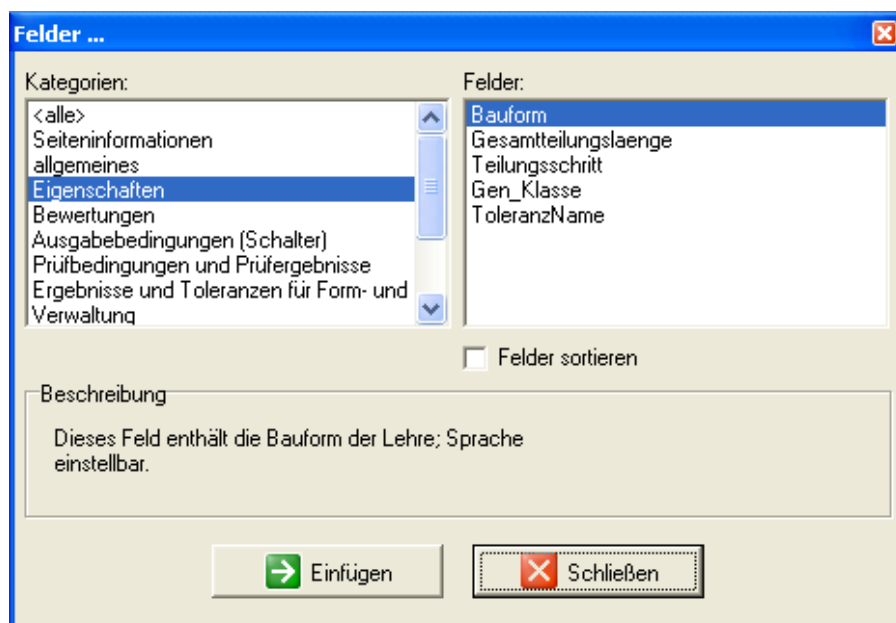 Felder ...
Kategorien:
<alle>
Seiteninformationen
allgemeines
Eigenschaften
Bewertungen
Ausgabebedingungen (Schalter)
Prüfbedingungen und Prüfergebnisse
Ergebnisse und Toleranzen für Form- und
Verwaltung
Felder:
Bauform
Gesamtteilungslaenge
Teilungsschritt
Gen_Klasse
ToleranzName
Felder sortieren
Beschreibung
Dieses Feld enthält die Bauform der Lehre; Sprache
einstellbar.
Einfügen
Schließen